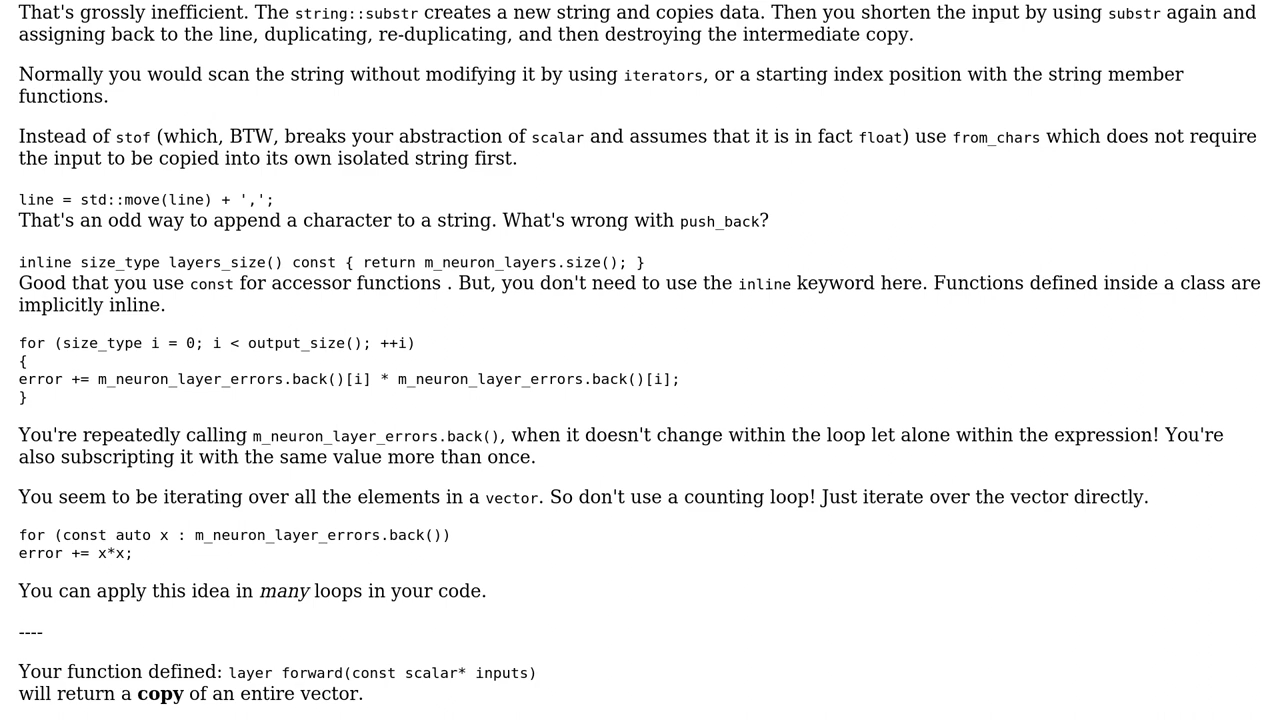 That's grossly inefficient. The string::substr creates a new string and copies data. Then you shorten the input by using substr again and
assigning back to the line, duplicating, re-duplicating, and then destroying the intermediate copy.
Normally you would scan the string without modifying it by using iterators, or a starting index position with the string member
functions.
Instead of stof (which, BTW, breaks your abstraction of scalar and assumes that it is in fact float) use from_chars which does not require
the input to be copied into its own isolated string first.
line = std::move(line) + ',';
That's an odd way to append a character to a string. What's wrong with push_back?
inline size_type layers_size() const { return m_neuron_layers.size(); }
Good that you use const for accessor functions . But, you don't need to use the inline keyword here. Functions defined inside a class are
implicitly inline.
for (size_type i = 0; i < output_size(); ++i)
{
error += m_neuron_layer_errors.back()[i] * m_neuron_layer_errors.back()[i];
}
You're repeatedly calling m_neuron_layer_errors.back(), when it doesn't change within the loop let alone within the expression! You're
also subscripting it with the same value more than once.
You seem to be iterating over all the elements in a vector. So don't use a counting loop! Just iterate over the vector directly.
for (const auto x : m_neuron_layer_errors.back())
error += x*x;
You can apply this idea in many loops in your code.
----
Your function defined: layer forward(const scalar* inputs)
will return a copy of an entire vector.